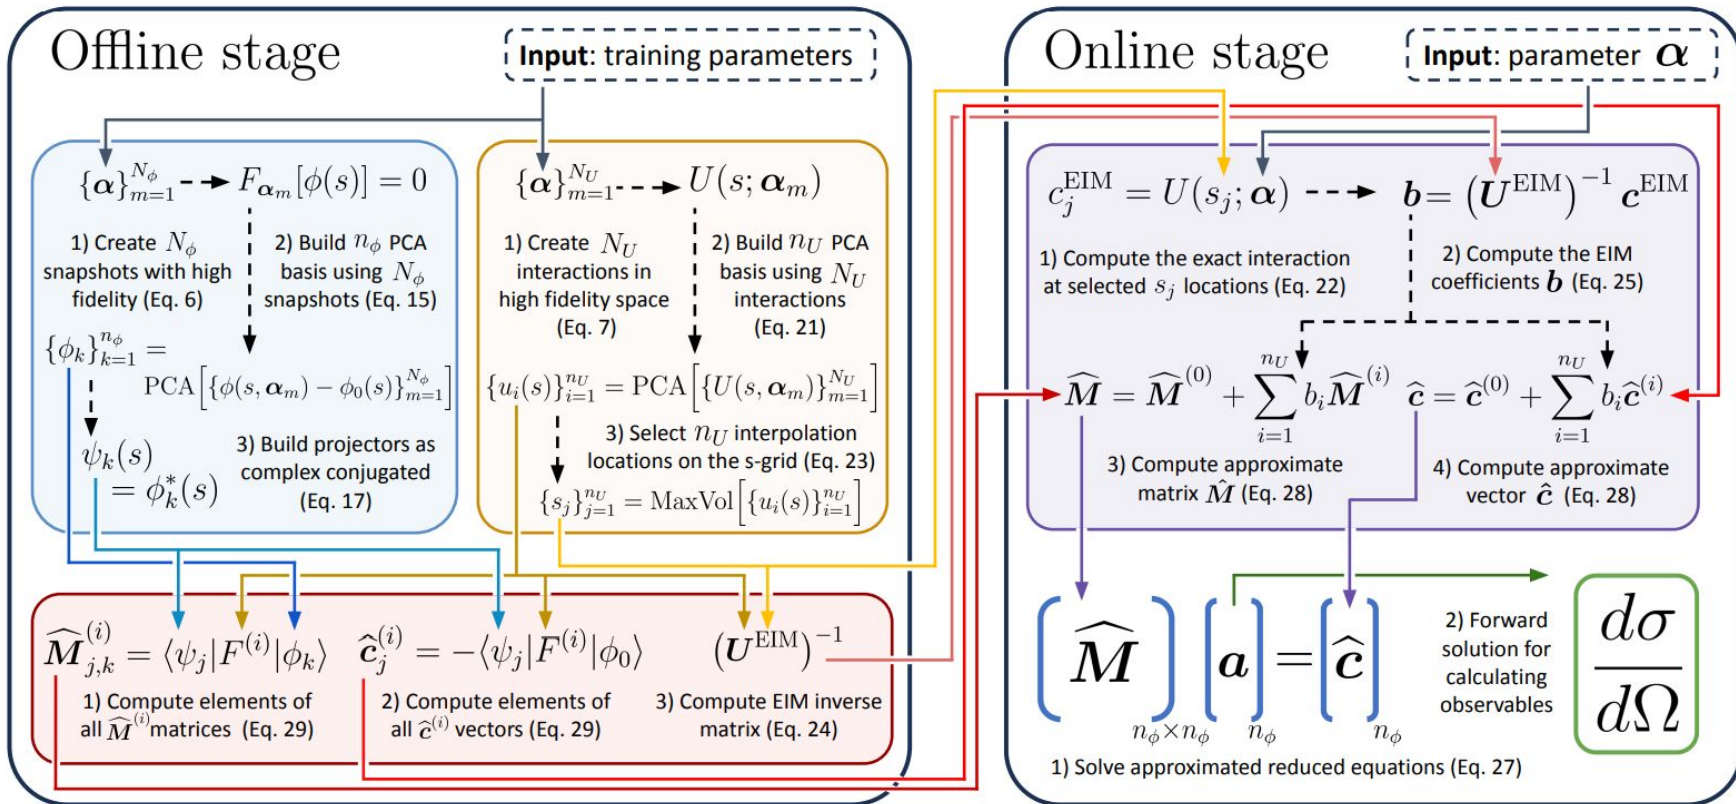 Offline stage
Input: training parameters
{α}_{m=1}^{N_ϕ} F_{α_m}[ϕ(s)] = 0
1) Create N_ϕ
snapshots with high
fidelity (Eq. 6)
2) Build n_ϕ PCA
basis using N_ϕ
snapshots (Eq. 15)
{ϕ_k}_{k=1}^{n_ϕ} =
PCA[{ϕ(s, α_m) − ϕ_0(s)}_{m=1}^{N_ϕ}]
ψ_k(s)
= ϕ_k^*(s)
3) Build projectors as
complex conjugated
(Eq. 17)
{α}_{m=1}^{N_U} U(s; α_m)
1) Create N_U
interactions in
high fidelity space
(Eq. 7)
2) Build n_U PCA
basis using N_U
interactions
(Eq. 21)
{u_i(s)}_{i=1}^{n_U} = PCA[{U(s, α_m)}_{m=1}^{N_U}]
3) Select n_U interpolation
locations on the s-grid (Eq. 23)
{s_j}_{j=1}^{n_U} = MaxVol[{u_i(s)}_{i=1}^{n_U}]
M̂_{j,k}^{(i)} = ⟨ψ_j|F^{(i)}|ϕ_k⟩
1) Compute elements of
all M̂^{(i)} matrices (Eq. 29)
ĉ_j^{(i)} = −⟨ψ_j|F^{(i)}|ϕ_0⟩
2) Compute elements of
all ĉ^{(i)} vectors (Eq. 29)
(U^{EIM})^{−1}
3) Compute EIM inverse
matrix (Eq. 24)
Online stage
Input: parameter α
c_j^{EIM} = U(s_j; α)
b = (U^{EIM})^{−1} c^{EIM}
1) Compute the exact interaction
at selected s_j locations (Eq. 22)
2) Compute the EIM
coefficients b (Eq. 25)
M̂ = M̂^{(0)} + ∑_{i=1}^{n_U} b_i M̂^{(i)}
ĉ = ĉ^{(0)} + ∑_{i=1}^{n_U} b_i ĉ^{(i)}
3) Compute approximate
matrix M̂ (Eq. 28)
4) Compute approximate
vector ĉ (Eq. 28)
[M̂]_{n_ϕ×n_ϕ} [a]_{n_ϕ} = [ĉ]_{n_ϕ}
1) Solve approximated reduced equations (Eq. 27)
2) Forward
solution for
calculating
observables
dσ
dΩ